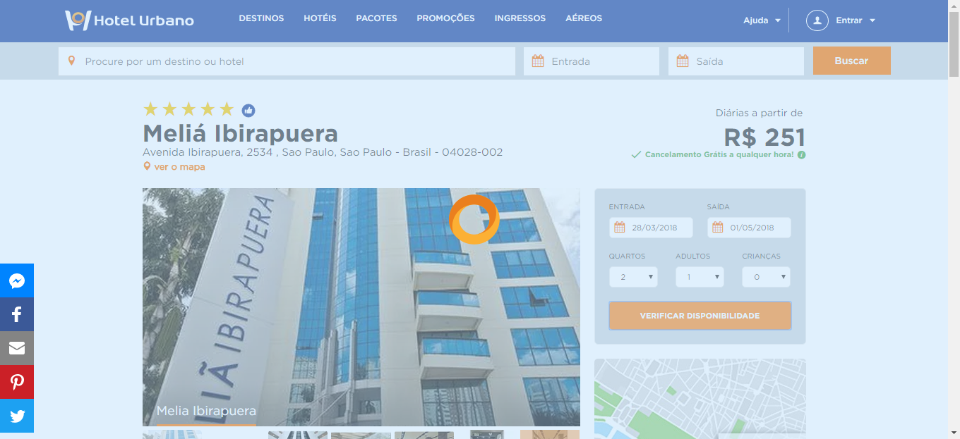 Hotel Urbano
DESTINOS HOTÉIS PACOTES PROMOÇÕES INGRESSOS AÉREOS
Ajuda Entrar
Procure por um destino ou hotel Entrada Saída Buscar
Meliá Ibirapuera
Avenida Ibirapuera, 2534 , Sao Paulo, Sao Paulo - Brasil - 04028-002
ver o mapa
Diárias a partir de
R$ 251
Cancelamento Grátis a qualquer hora!
LIÃ IBIRAPUERA
Melia Ibirapuera
ENTRADA SAÍDA
28/03/2018 01/05/2018
QUARTOS ADULTOS CRIANÇAS
2 1 0
VERIFICAR DISPONIBILIDADE